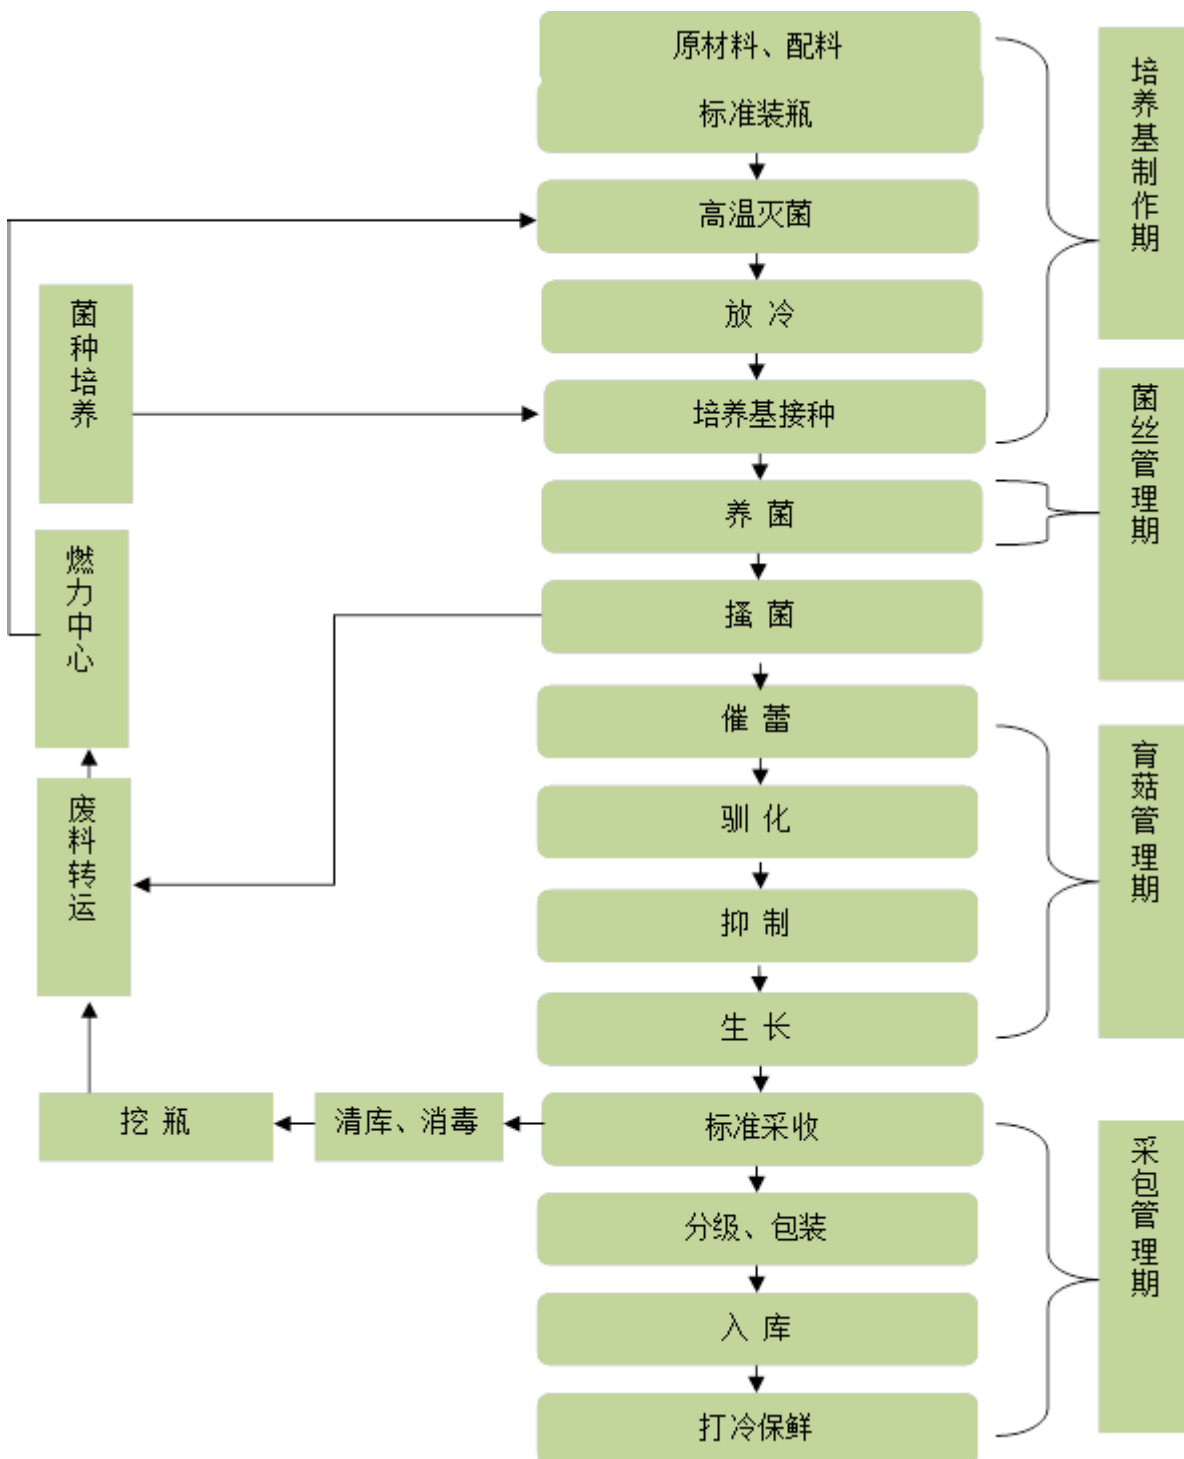 原材料、配料
标准装瓶
高温灭菌
放 冷
培养基接种
养 菌
搔 菌
催 蕾
驯 化
抑 制
生 长
标准采收
分级、包装
入 库
打冷保鲜
菌种培养
燃力中心
废料转运
挖 瓶
清库、消毒
培养基制作期
菌丝管理期
育菇管理期
采包管理期